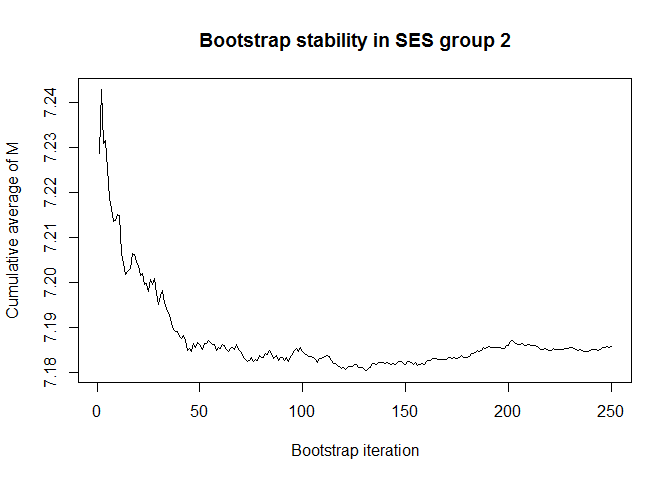 Bootstrap stability in SES group 2
Cumulative average of M
7.24
7.23
7.22
7.21
7.20
7.19
7.18
0 50 100 150 200 250
Bootstrap iteration